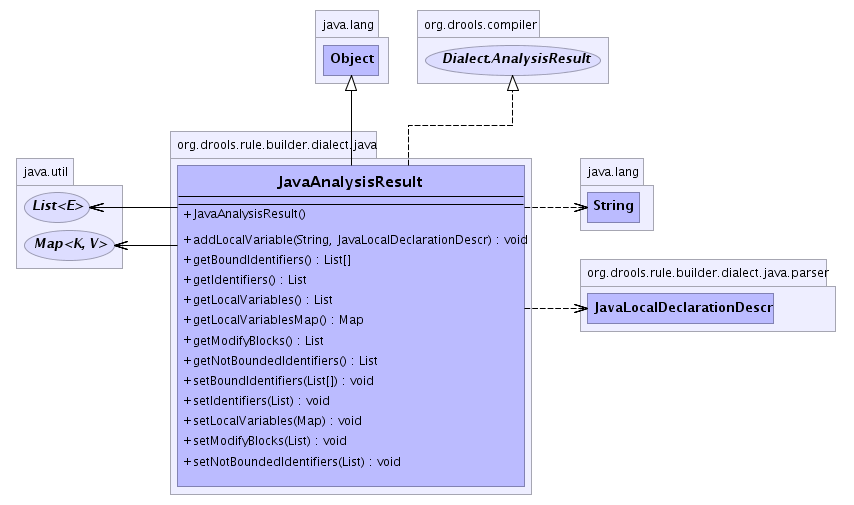 java.lang
Object
org.drools.compiler
Dialect.AnalysisResult
org.drools.rule.builder.dialect.java
JavaAnalysisResult
+ JavaAnalysisResult()
+ addLocalVariable(String, JavaLocalDeclarationDescr) : void
+ getBoundIdentifiers() : List[]
+ getIdentifiers() : List
+ getLocalVariables() : List
+ getLocalVariablesMap() : Map
+ getModifyBlocks() : List
+ getNotBoundedIdentifiers() : List
+ setBoundIdentifiers(List[]) : void
+ setIdentifiers(List) : void
+ setLocalVariables(Map) : void
+ setModifyBlocks(List) : void
+ setNotBoundedIdentifiers(List) : void
java.util
List<E>
Map<K, V>
java.lang
String
org.drools.rule.builder.dialect.java.parser
JavaLocalDeclarationDescr